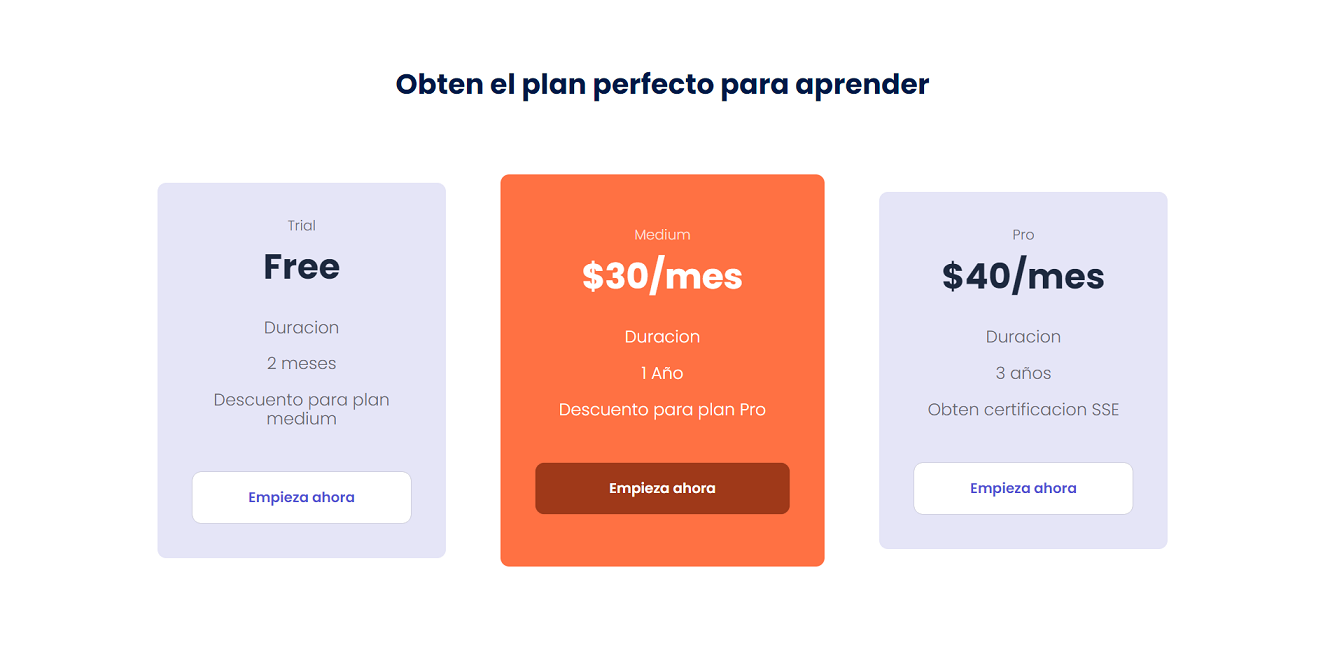 Obten el plan perfecto para aprender
Trial
Free
Duracion
2 meses
Descuento para plan
medium
Empieza ahora
Medium
$30/mes
Duracion
1 Año
Descuento para plan Pro
Empieza ahora
Pro
$40/mes
Duracion
3 años
Obten certificacion SSE
Empieza ahora